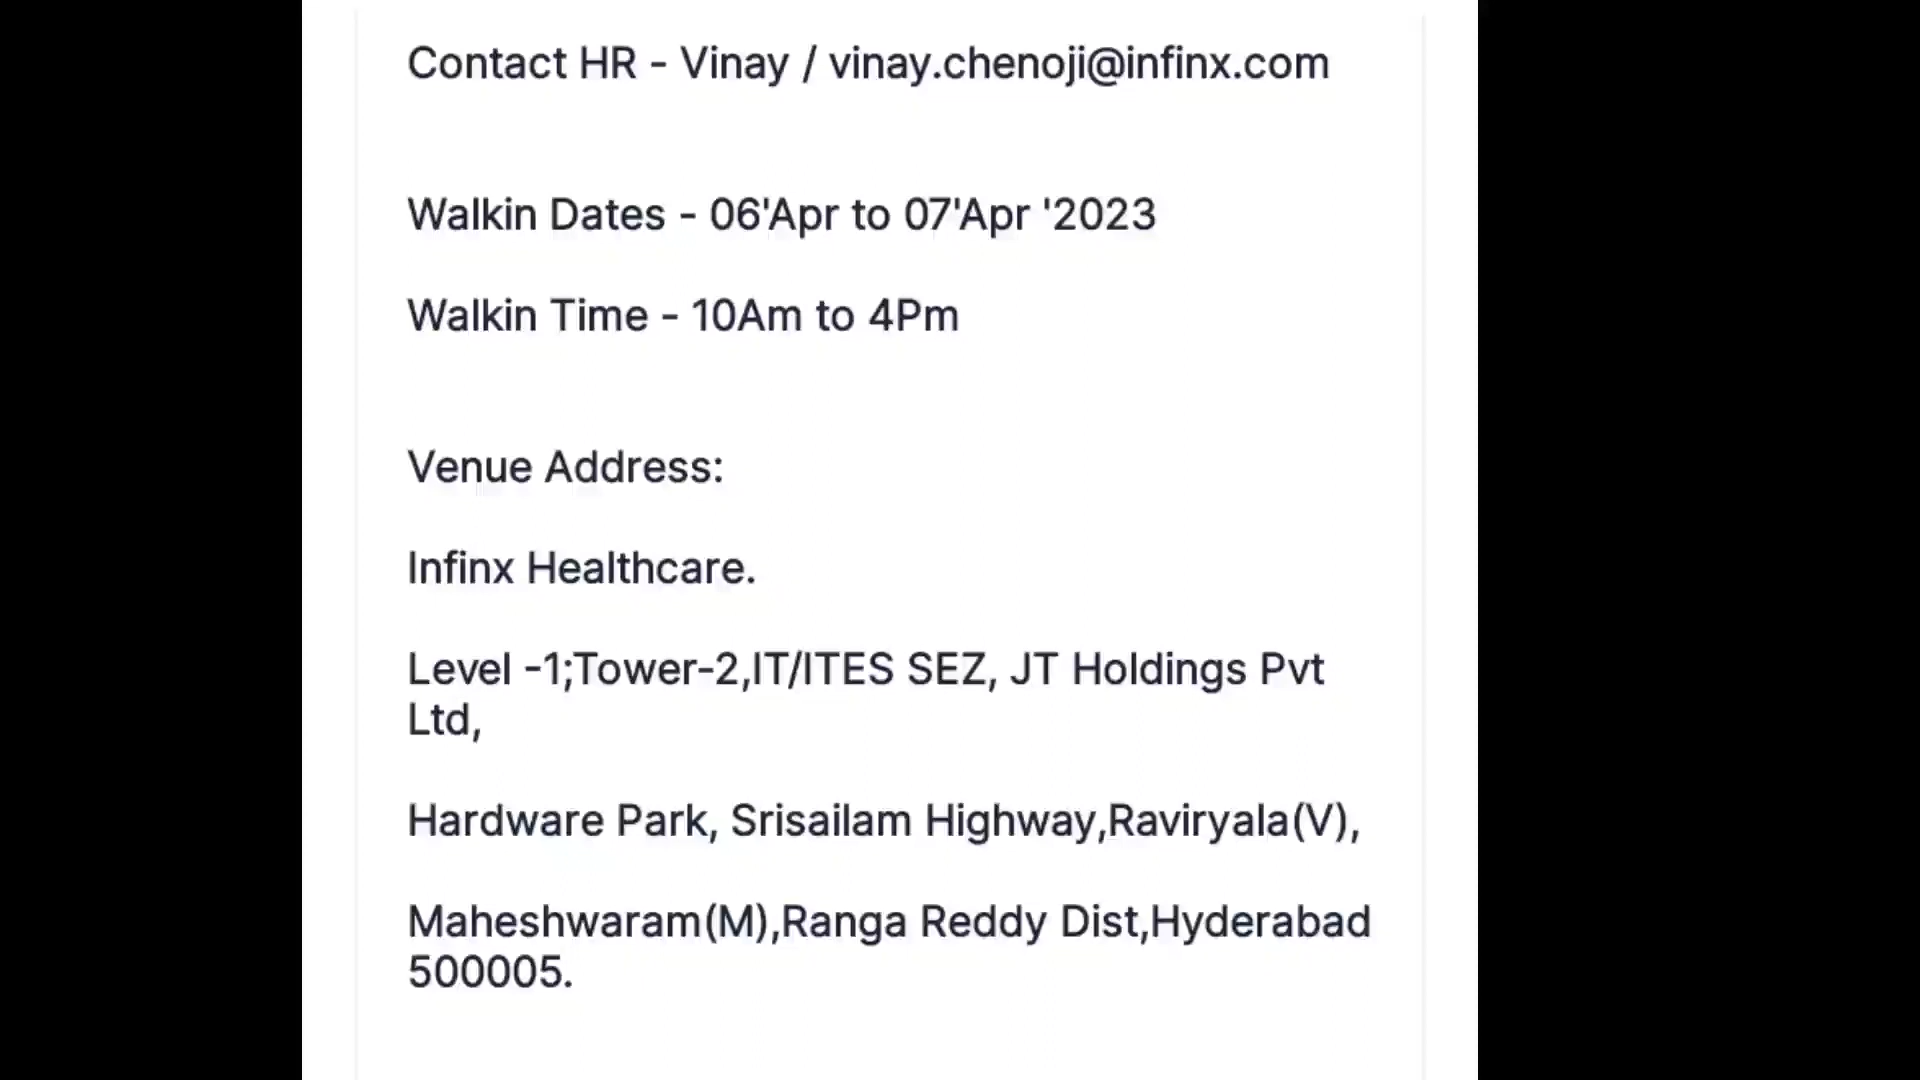 Contact HR - Vinay / vinay.chenoji@infinx.com
Walkin Dates - 06'Apr to 07'Apr '2023
Walkin Time - 10Am to 4Pm
Venue Address:
Infinx Healthcare.
Level -1;Tower-2,IT/ITES SEZ, JT Holdings Pvt
Ltd,
Hardware Park, Srisailam Highway,Raviryala(V),
Maheshwaram(M),Ranga Reddy Dist,Hyderabad
500005.